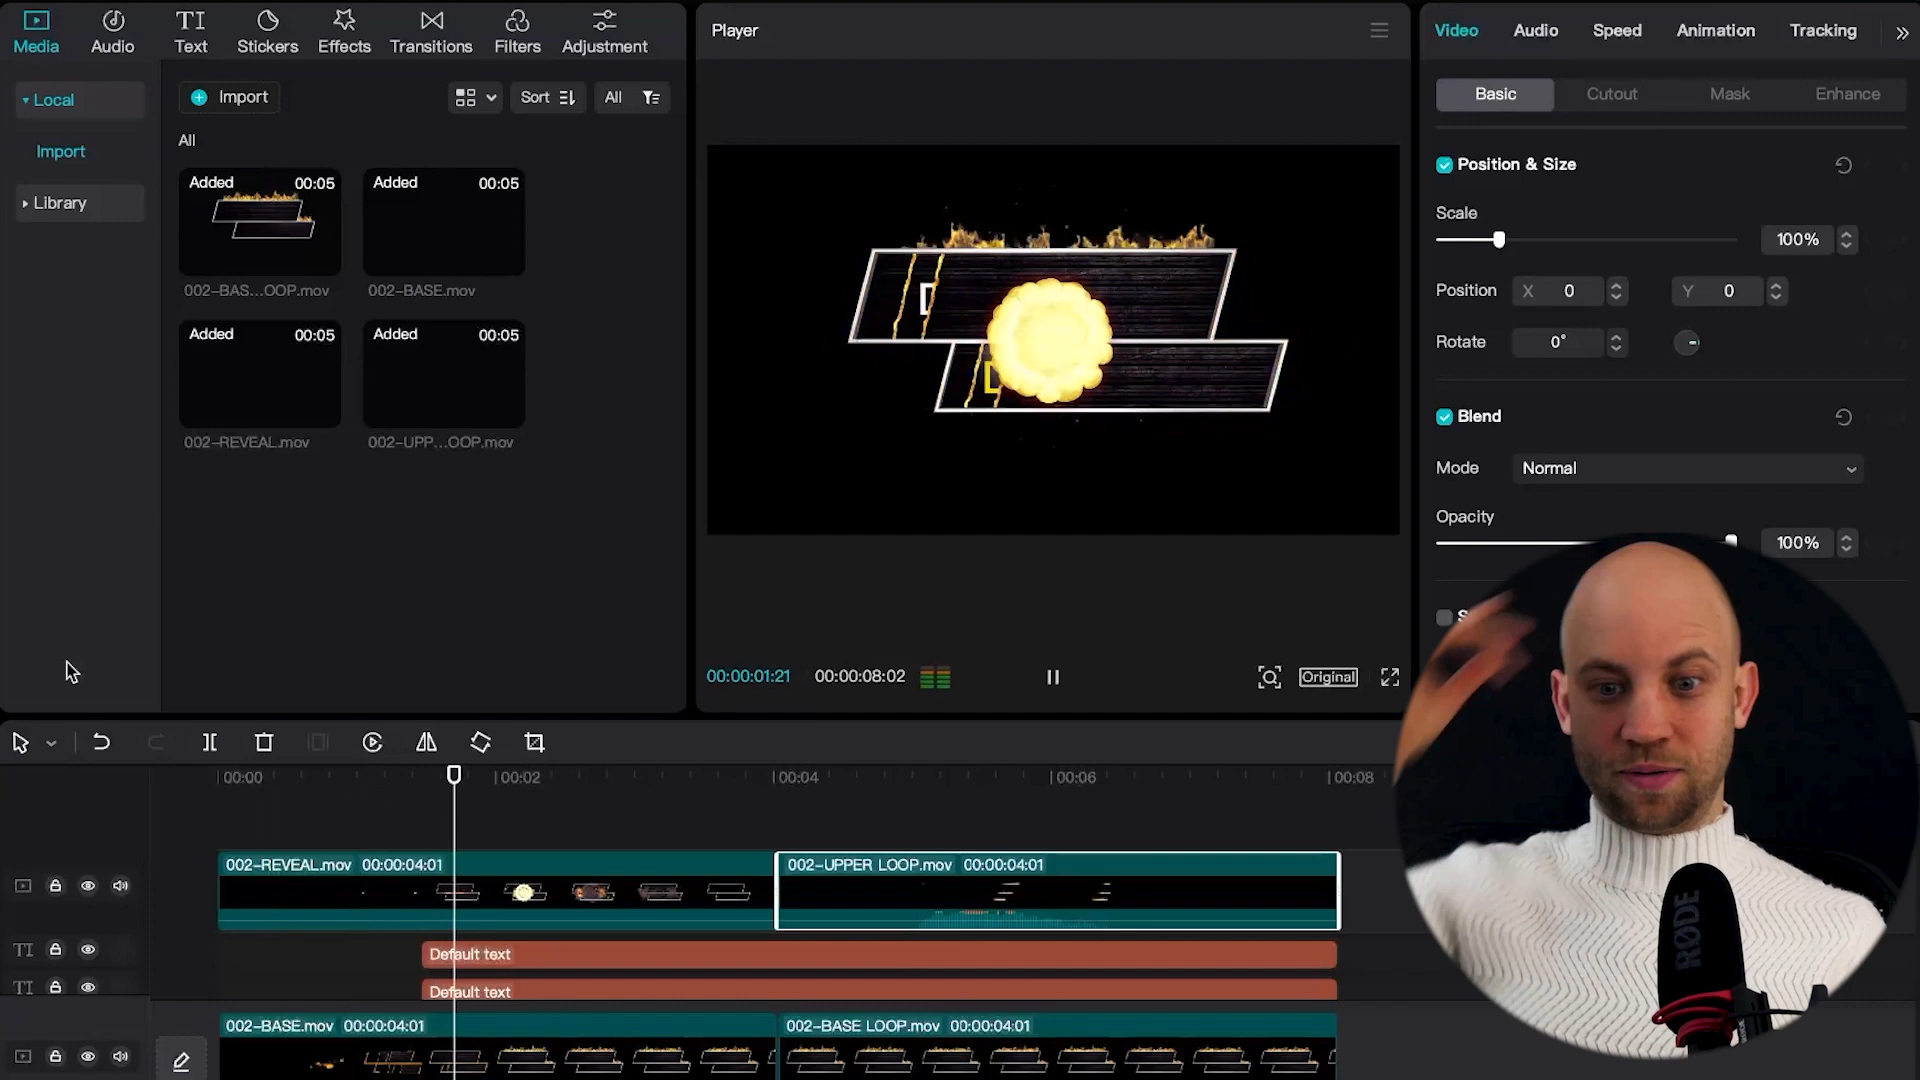 Media
Audio
Text
Stickers
Effects
Transitions
Filters
Adjustment
Player
Video
Audio
Speed
Animation
Tracking
Local
Import
Library
Import
Sort
All
All
Added 00:05
Added 00:05
002-BAS...OOP.mov
002-BASE.mov
Added 00:05
Added 00:05
002-REVEAL.mov
002-UPP...OOP.mov
Basic
Cutout
Mask
Enhance
Position & Size
Scale
100%
Position X 0 Y 0
Rotate 0°
Blend
Mode Normal
Opacity
100%
00:00:01:21 00:00:08:02
Original
00:00
00:02
00:04
00:06
00:08
002-REVEAL.mov 00:00:04:01
002-UPPER LOOP.mov 00:00:04:01
Default text
Default text
002-BASE.mov 00:00:04:01
002-BASE LOOP.mov 00:00:04:01
RØDE